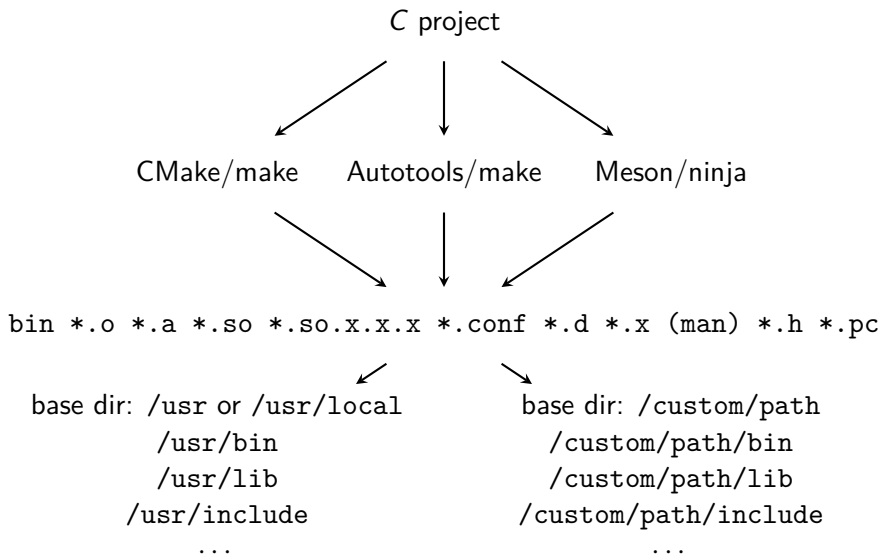 C project
CMake/make Autotools/make Meson/ninja
bin *.o *.a *.so *.so.x.x.x *.conf *.d *.x (man) *.h *.pc
base dir: /usr or /usr/local
/usr/bin
/usr/lib
/usr/include
...
base dir: /custom/path
/custom/path/bin
/custom/path/lib
/custom/path/include
...